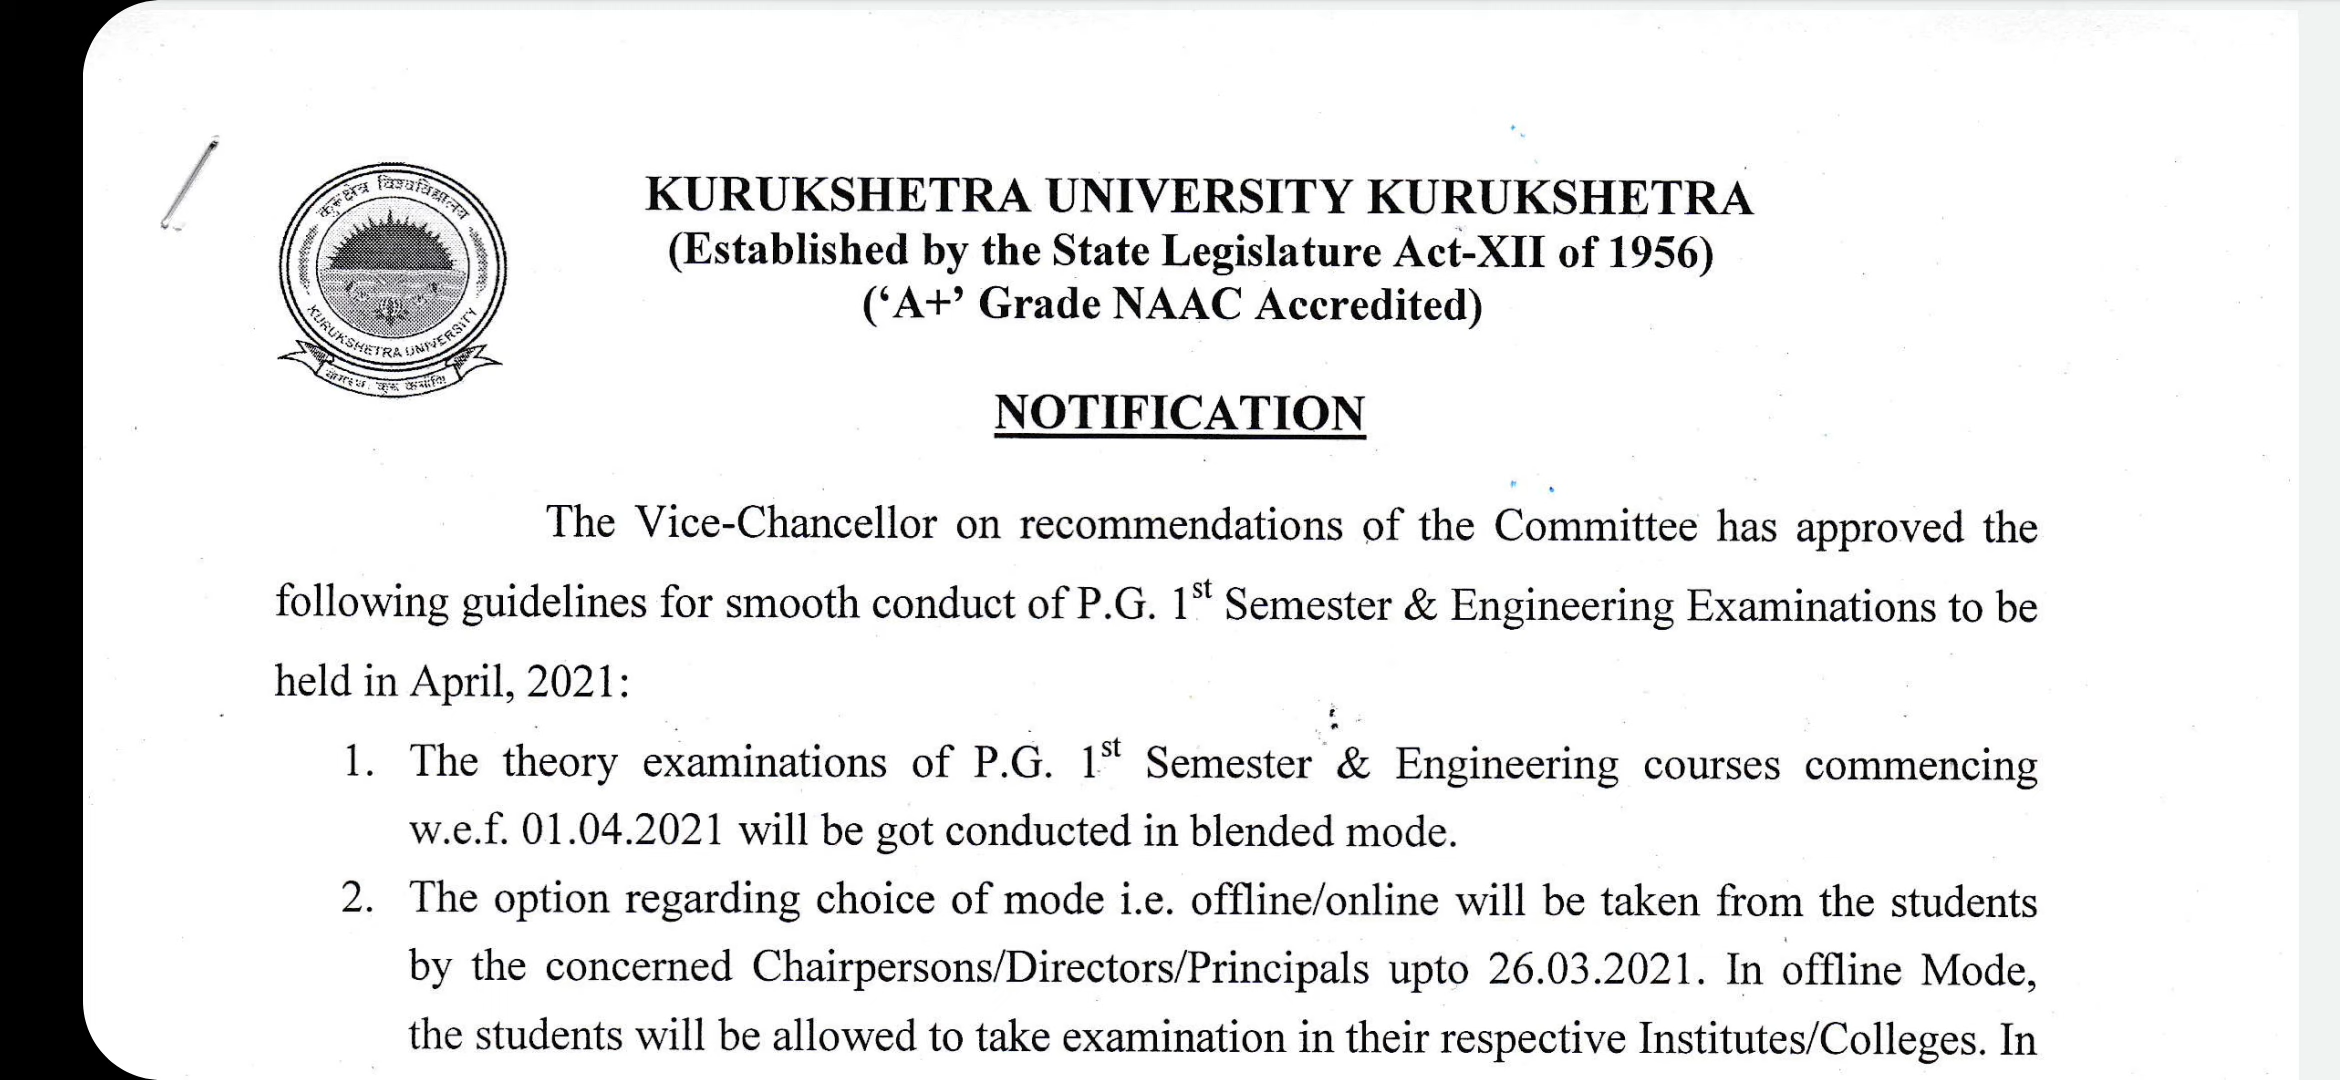 कुरुक्षेत्र विश्वविद्यालय
KURUKSHETRA UNIVERSITY
KURUKSHETRA UNIVERSITY KURUKSHETRA
(Established by the State Legislature Act-XII of 1956)
(‘A+’ Grade NAAC Accredited)
NOTIFICATION
The Vice-Chancellor on recommendations of the Committee has approved the
following guidelines for smooth conduct of P.G. 1st Semester & Engineering Examinations to be
held in April, 2021:
1. The theory examinations of P.G. 1st Semester & Engineering courses commencing
w.e.f. 01.04.2021 will be got conducted in blended mode.
2. The option regarding choice of mode i.e. offline/online will be taken from the students
by the concerned Chairpersons/Directors/Principals upto 26.03.2021. In offline Mode,
the students will be allowed to take examination in their respective Institutes/Colleges. In